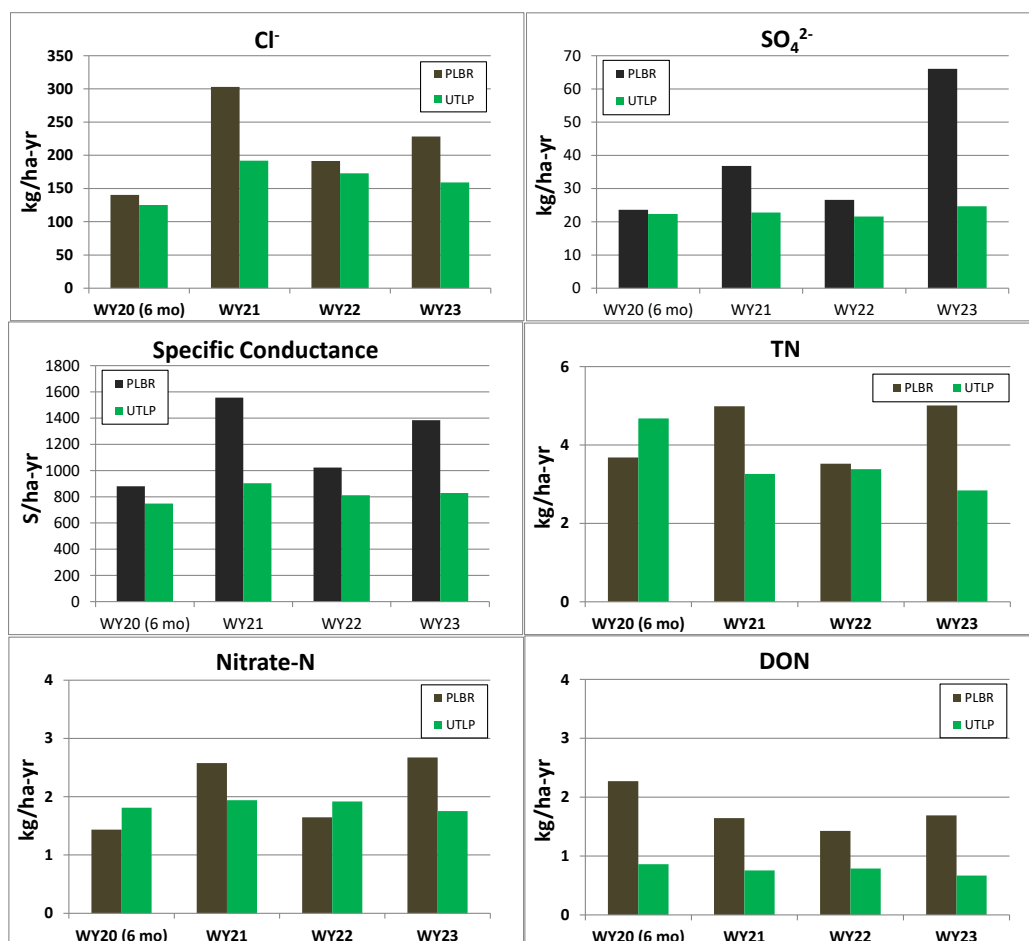 Cl-
kg/ha-yr
350
300
250
200
150
100
50
0
PLBR
UTLP
WY20 (6 mo) WY21 WY22 WY23
SO₄²⁻
kg/ha-yr
70
60
50
40
30
20
10
0
PLBR
UTLP
WY20 (6 mo) WY21 WY22 WY23
Specific Conductance
S/ha-yr
1800
1600
1400
1200
1000
800
600
400
200
0
PLBR
UTLP
WY20 (6 mo) WY21 WY22 WY23
TN
kg/ha-yr
6
4
2
0
PLBR UTLP
WY20 (6 mo) WY21 WY22 WY23
Nitrate-N
kg/ha-yr
4
3
2
1
0
PLBR
UTLP
WY20 (6 mo) WY21 WY22 WY23
DON
kg/ha-yr
4
3
2
1
0
PLBR
UTLP
WY20 (6 mo) WY21 WY22 WY23